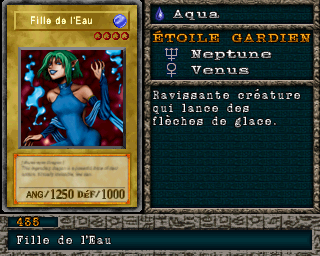 Fille de l'Eau
ANG/1250 DéF/1000
Aqua
ÉTOILE GARDIEN
Neptune
Venus
Ravissante créature
qui lance des
flèches de glace.
435
Fille de l'Eau